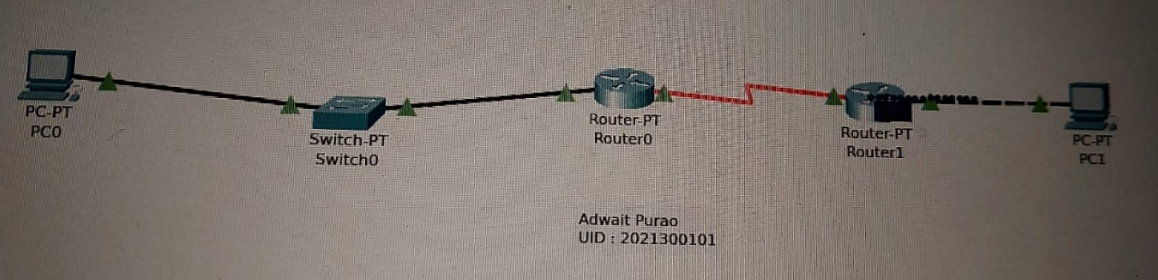 PC-PT
PC0
Switch-PT
Switch0
Router-PT
Router0
Router-PT
Router1
PC-PT
PC1
Adwait Purao
UID : 2021300101